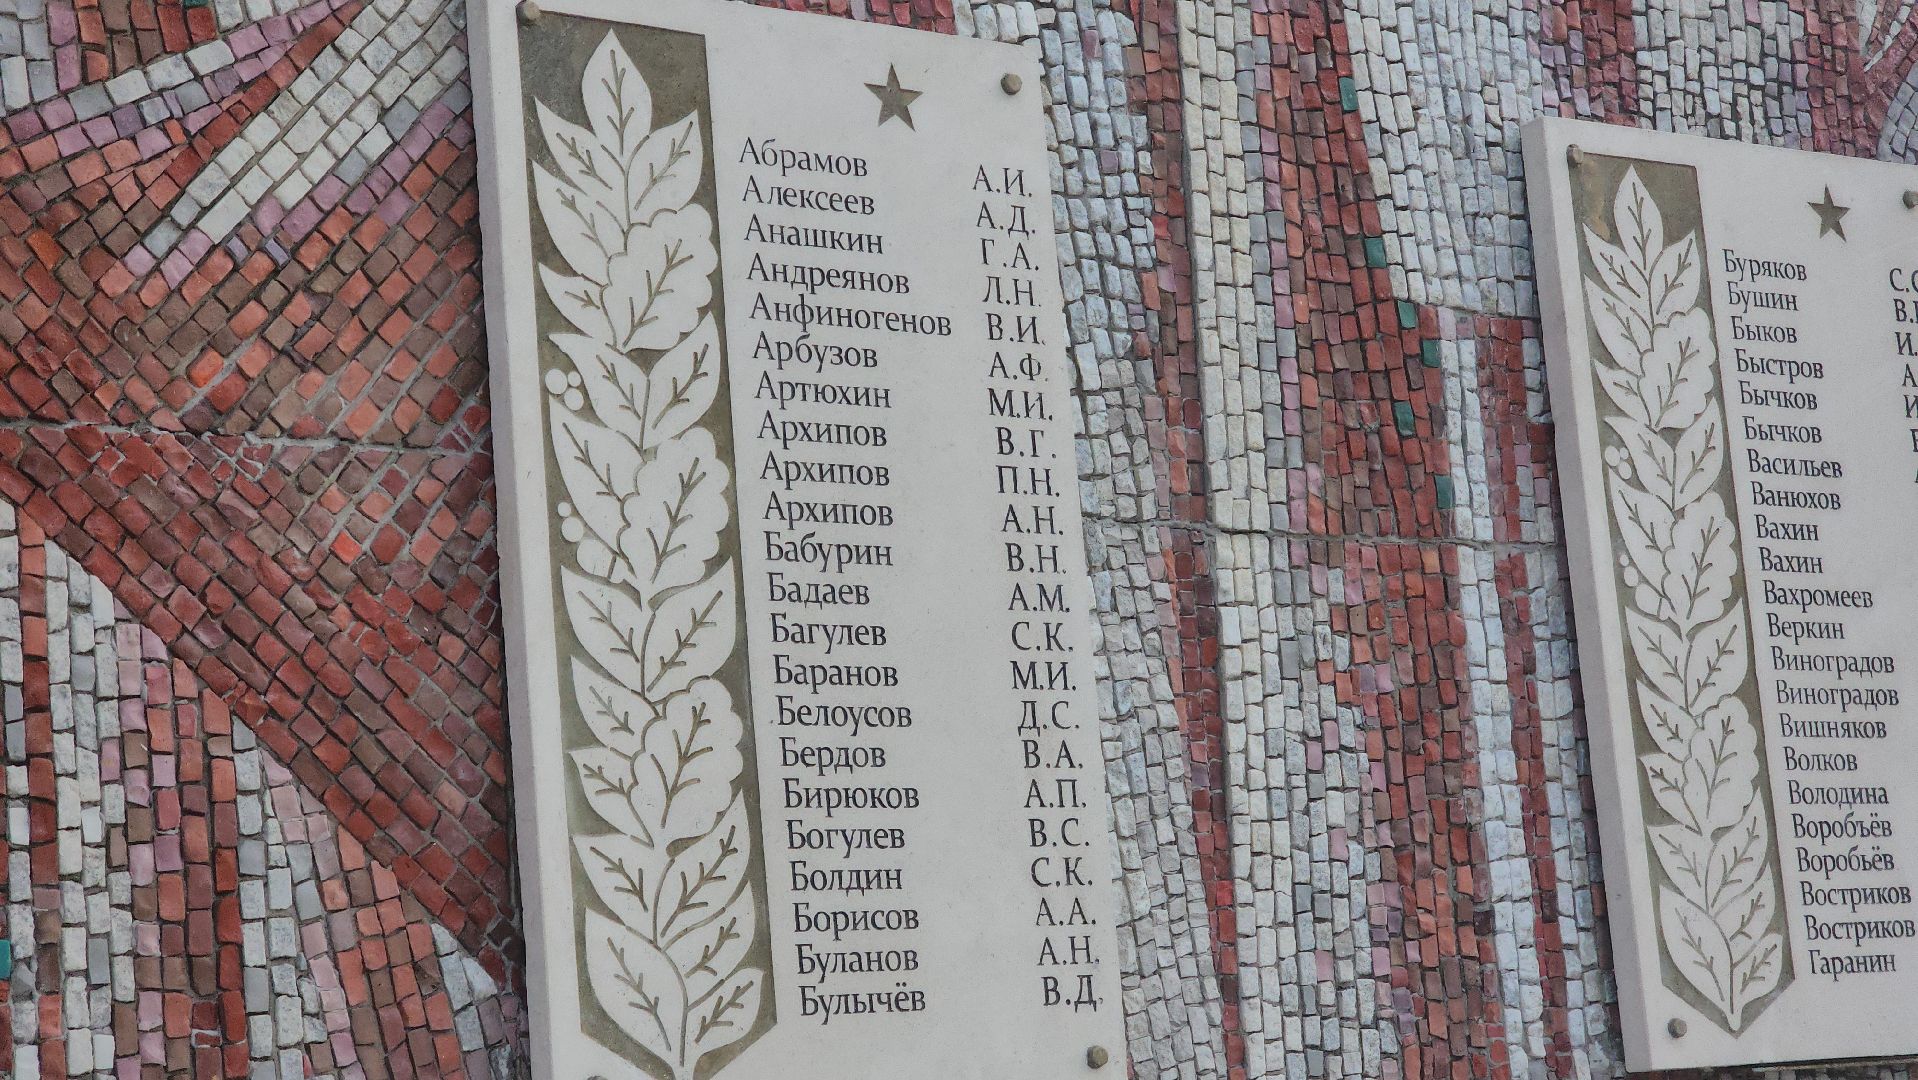 Абрамов А.И.
Алексеев А.Д.
Анашкин Г.А.
Андреянов Л.Н.
Анфиногенов В.И.
Арбузов А.Ф.
Артюхин М.И.
Архипов В.Г.
Архипов П.Н.
Архипов А.Н.
Бабурин В.Н.
Бадаев А.М.
Багулев С.К.
Баранов М.И.
Белоусов Д.С.
Бердов В.А.
Бирюков А.П.
Богулев В.С.
Болдин С.К.
Борисов А.А.
Буланов А.Н.
Булычёв В.Д.
Буряков С.
Бушин В.
Быков И.
Быстров
Бычков
Бычков
Васильев
Ванюхов
Вахин
Вахин
Вахромеев
Веркин
Виноградов
Виноградов
Вишняков
Волков
Володина
Воробъёв
Воробьёв
Востриков
Востриков
Гаранин